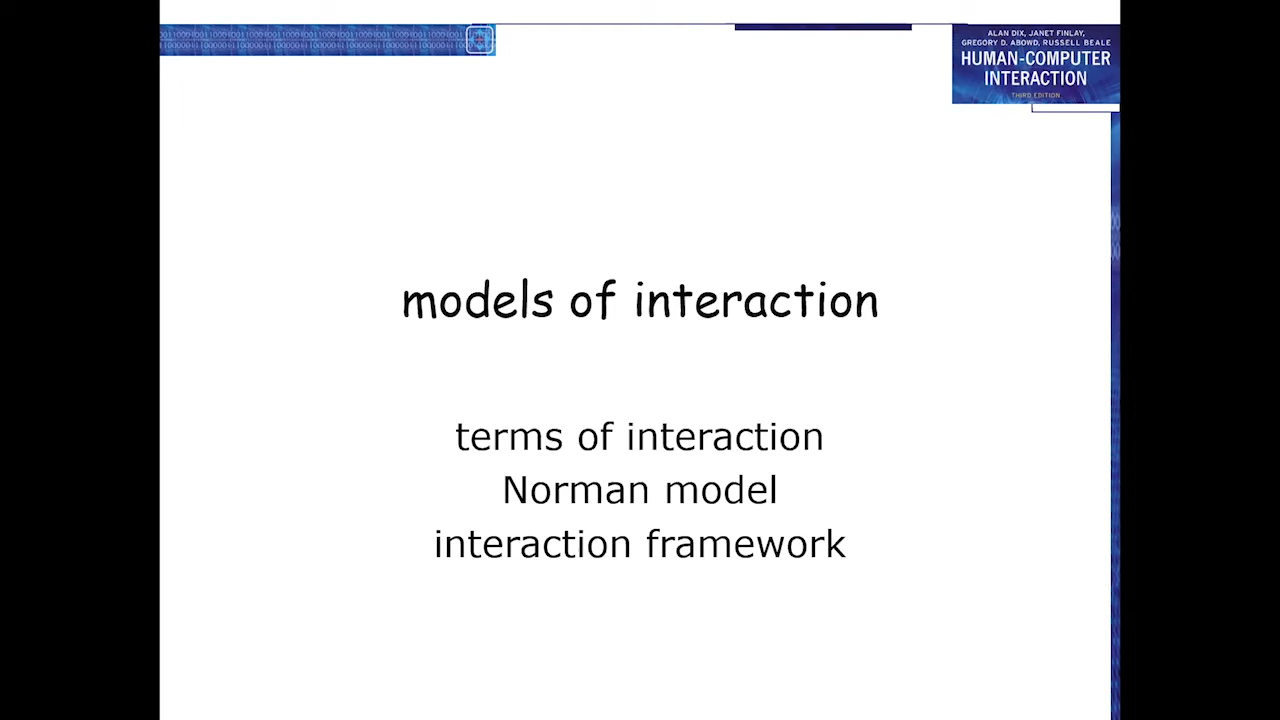 ALAN DIX, JANET FINLAY,
GREGORY D. ABOWD, RUSSELL BEALE
HUMAN-COMPUTER
INTERACTION
THIRD EDITION
models of interaction
terms of interaction
Norman model
interaction framework